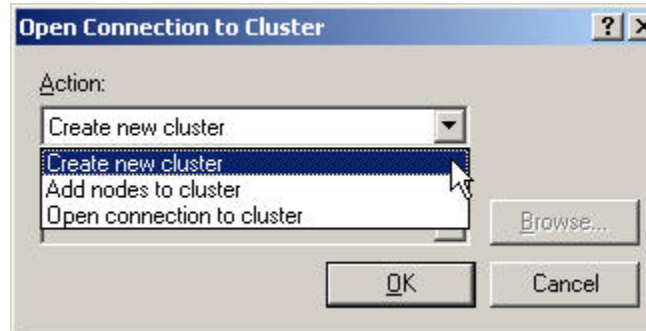 Open Connection to Cluster
Action:
Create new cluster
Create new cluster
Add nodes to cluster
Open connection to cluster
Browse...
OK
Cancel